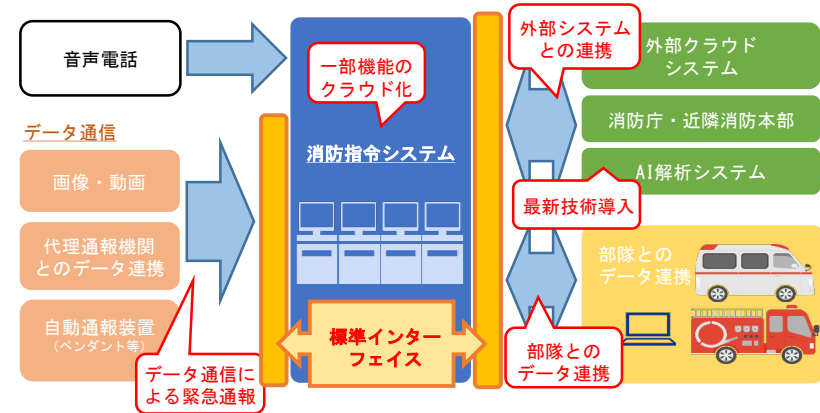 音声電話
データ通信
画像・動画
代理通報機関
とのデータ連携
自動通報装置
(ペンダント等)
データ通信に
よる緊急通報
一部機能の
クラウド化
消防指令システム
標準インター
フェイス
外部システム
との連携
外部クラウド
システム
消防庁・近隣消防本部
AI解析システム
最新技術導入
部隊との
データ連携
部隊との
データ連携